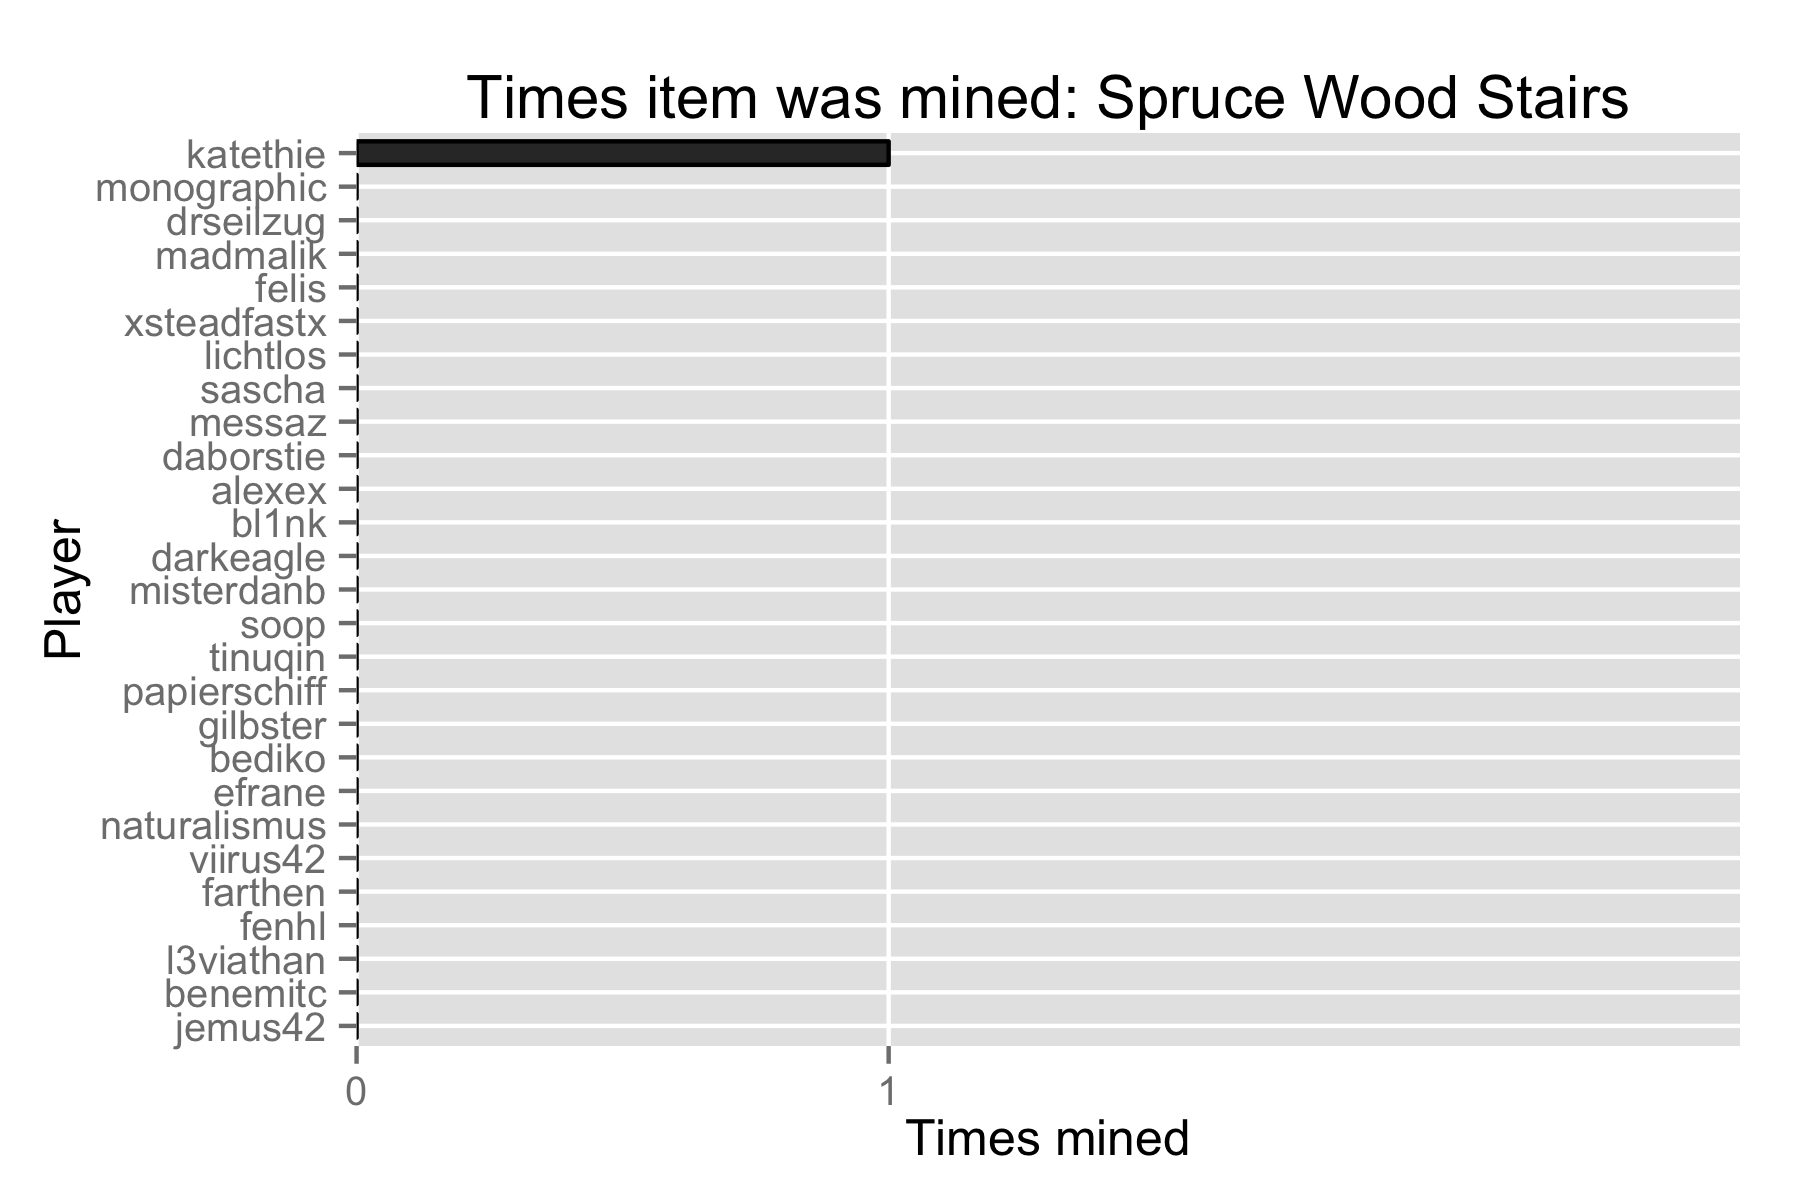 Times item was mined: Spruce Wood Stairs
Player
katethie
monographic
drseilzug
madmalik
felis
xsteadfastx
lichtlos
sascha
messaz
daborstie
alexex
bl1nk
darkeagle
misterdanb
soop
tinuqin
papierschiff
gilbster
bediko
efrane
naturalismus
viirus42
farthen
fenhl
l3viathan
benemitc
jemus42
0 1
Times mined